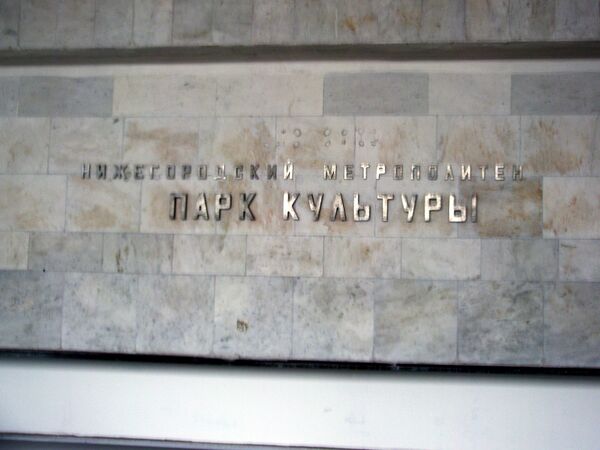 НИЖЕГОРОДСКИЙ МЕТРОПОЛИТЕН
ПАРК КУЛЬТУРЫ